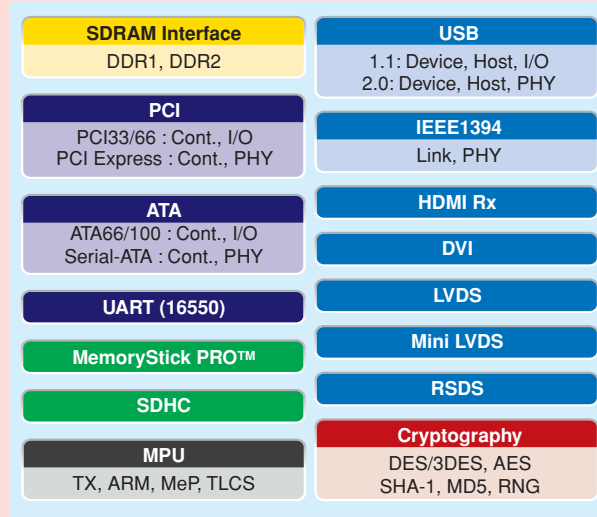 SDRAM Interface
DDR1, DDR2
PCI
PCI33/66 : Cont., I/O
PCI Express : Cont., PHY
ATA
ATA66/100 : Cont., I/O
Serial-ATA : Cont., PHY
UART (16550)
MemoryStick PRO™
SDHC
MPU
TX, ARM, MeP, TLCS
USB
1.1: Device, Host, I/O
2.0: Device, Host, PHY
IEEE1394
Link, PHY
HDMI Rx
DVI
LVDS
Mini LVDS
RSDS
Cryptography
DES/3DES, AES
SHA-1, MD5, RNG